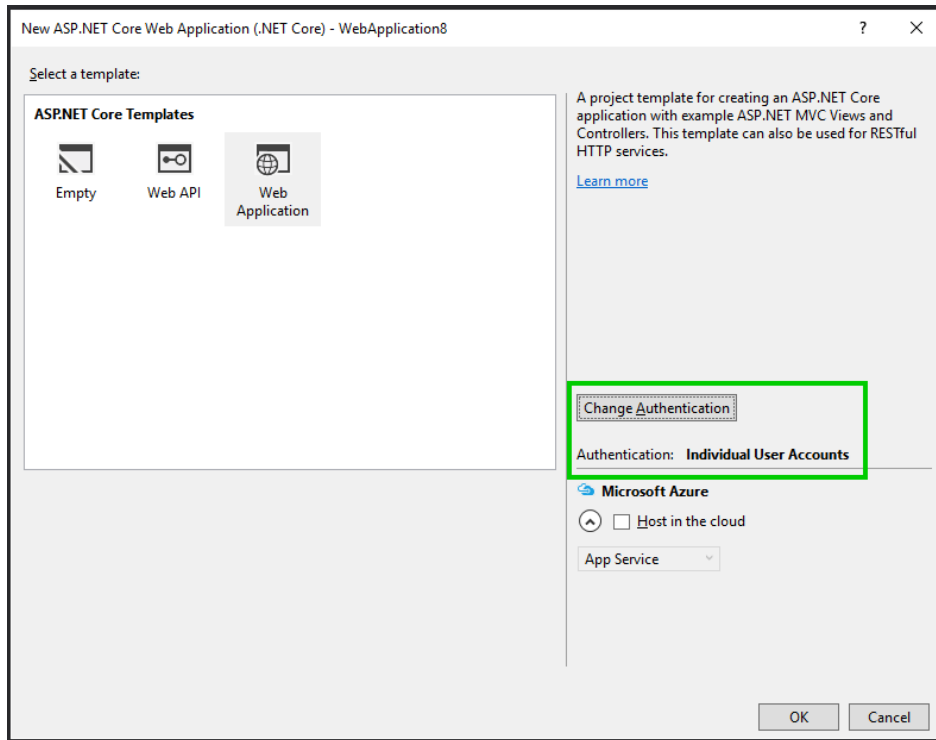 New ASP.NET Core Web Application (.NET Core) - WebApplication8
?
Select a template:
ASP.NET Core Templates
Empty
Web API
Web
Application
A project template for creating an ASP.NET Core
application with example ASP.NET MVC Views and
Controllers. This template can also be used for RESTful
HTTP services.
Learn more
Change Authentication
Authentication: Individual User Accounts
Microsoft Azure
Host in the cloud
App Service
OK
Cancel